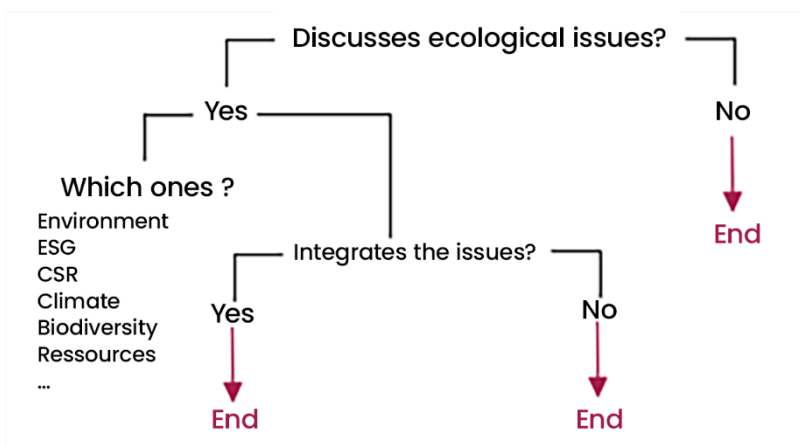 Discusses ecological issues?
Yes
No
Which ones ?
Environment
ESG
CSR
Climate
Biodiversity
Ressources
...
End
Integrates the issues?
Yes
No
End
End